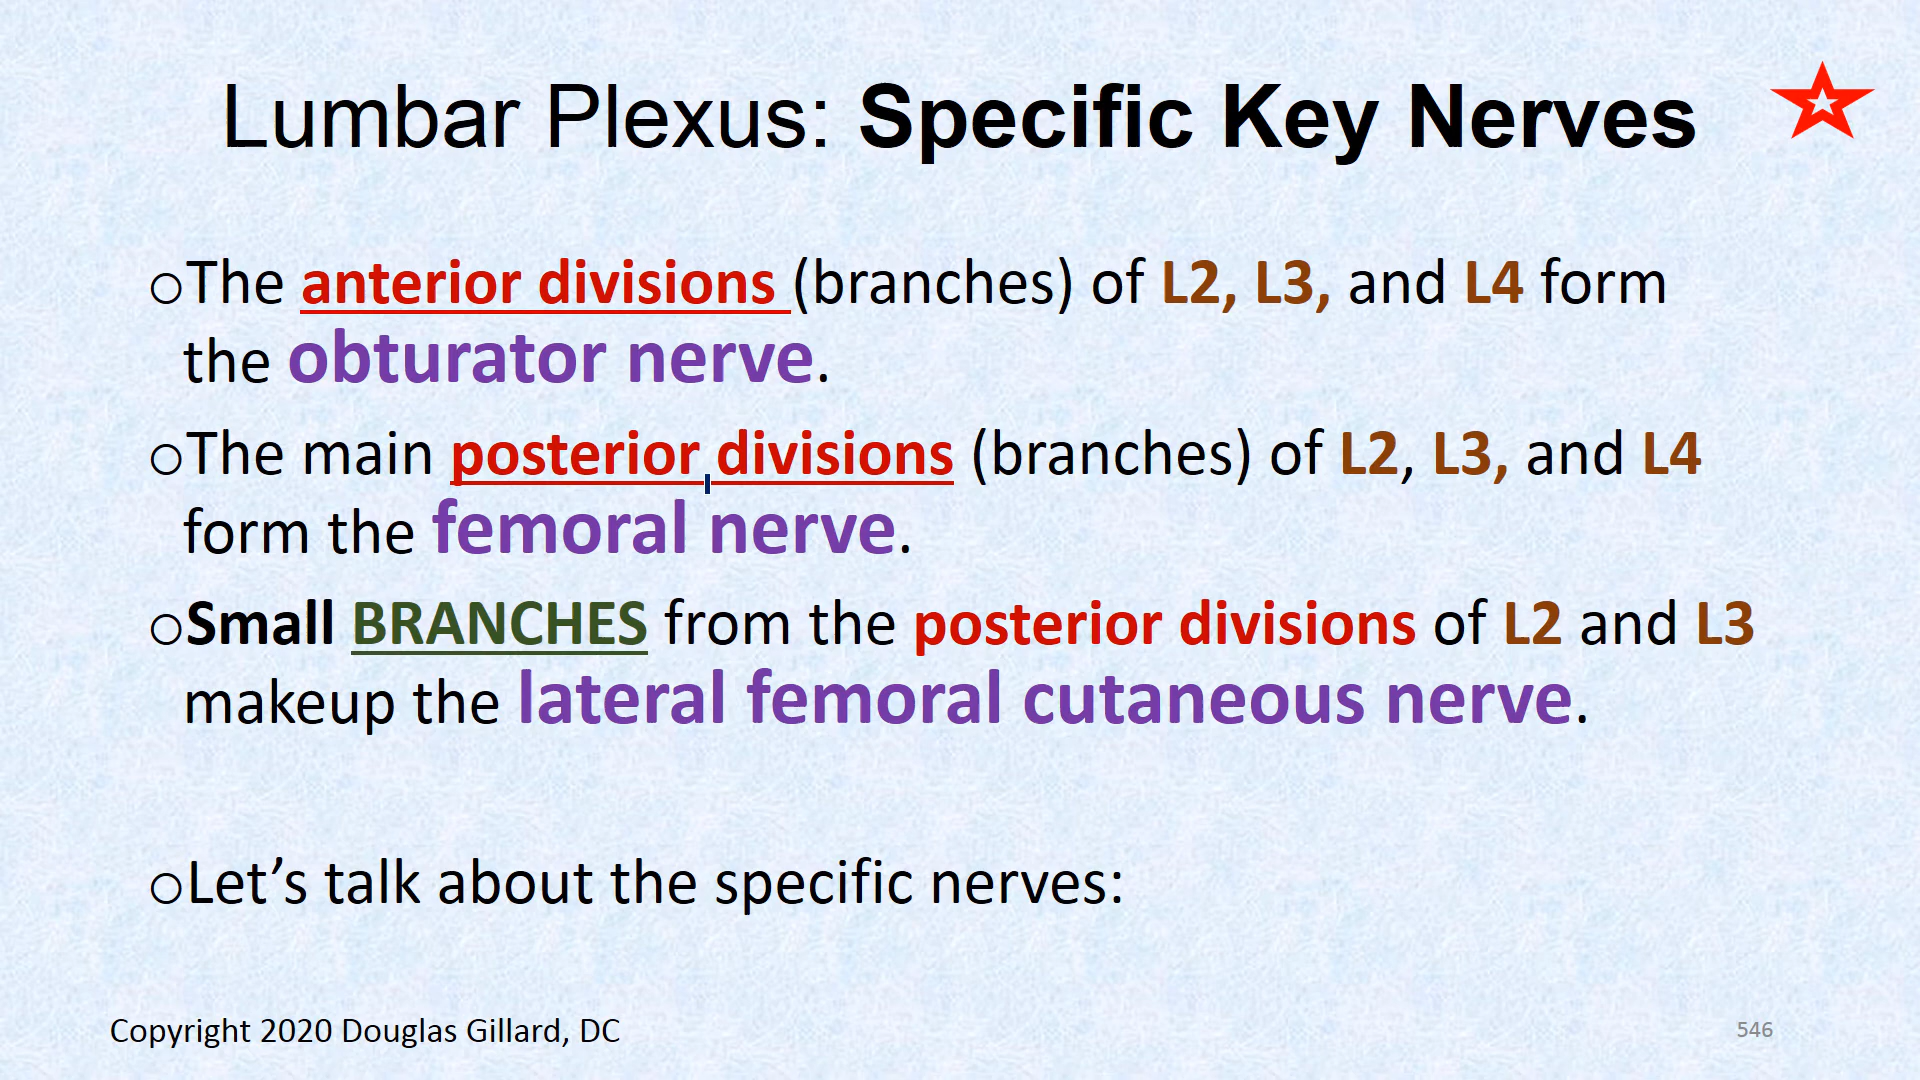 Lumbar Plexus: Specific Key Nerves
oThe anterior divisions (branches) of L2, L3, and L4 form
the obturator nerve.
oThe main posterior divisions (branches) of L2, L3, and L4
form the femoral nerve.
oSmall BRANCHES from the posterior divisions of L2 and L3
makeup the lateral femoral cutaneous nerve.
oLet’s talk about the specific nerves:
Copyright 2020 Douglas Gillard, DC
546